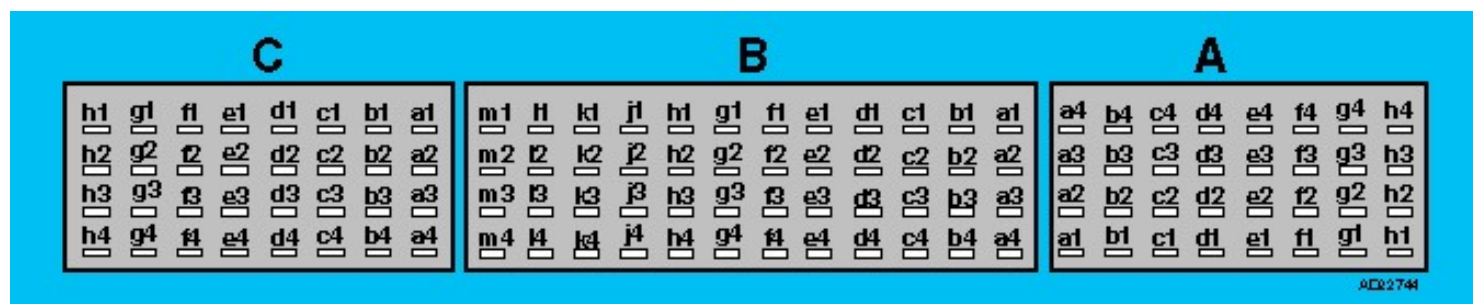 C B A
h1 g1 f1 e1 d1 c1 b1 a1 m1 l1 k1 j1 h1 g1 f1 e1 d1 c1 b1 a1 a4 b4 c4 d4 e4 f4 g4 h4
h2 g2 f2 e2 d2 c2 b2 a2 m2 l2 k2 j2 h2 g2 f2 e2 d2 c2 b2 a2 a3 b3 c3 d3 e3 f3 g3 h3
h3 g3 f3 e3 d3 c3 b3 a3 m3 l3 k3 j3 h3 g3 f3 e3 d3 c3 b3 a3 a2 b2 c2 d2 e2 f2 g2 h2
h4 g4 f4 e4 d4 c4 b4 a4 m4 l4 k4 j4 h4 g4 f4 e4 d4 c4 b4 a4 a1 b1 c1 d1 e1 f1 g1 h1